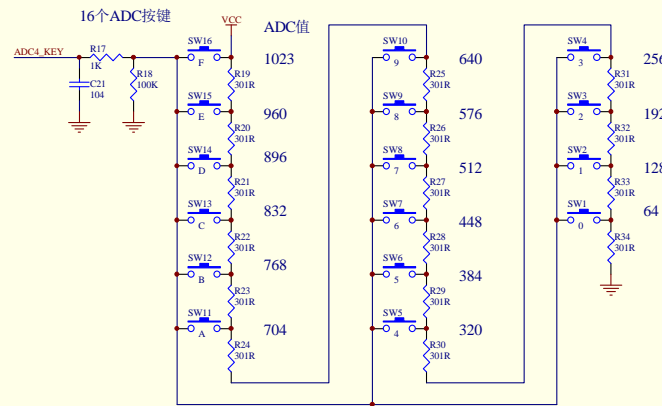 16个ADC按键
VCC
ADC值
ADC4_KEY
R17
1K
C21
104
R18
100K
SW16
F
1023
R19
301R
SW15
E
960
R20
301R
SW14
D
896
R21
301R
SW13
C
832
R22
301R
SW12
B
768
R23
301R
SW11
A
704
R24
301R
SW10
9
640
R25
301R
SW9
8
576
R26
301R
SW8
7
512
R27
301R
SW7
6
448
R28
301R
SW6
5
384
R29
301R
SW5
4
320
R30
301R
SW4
3
256
R31
301R
SW3
2
192
R32
301R
SW2
1
128
R33
301R
SW1
0
64
R34
301R